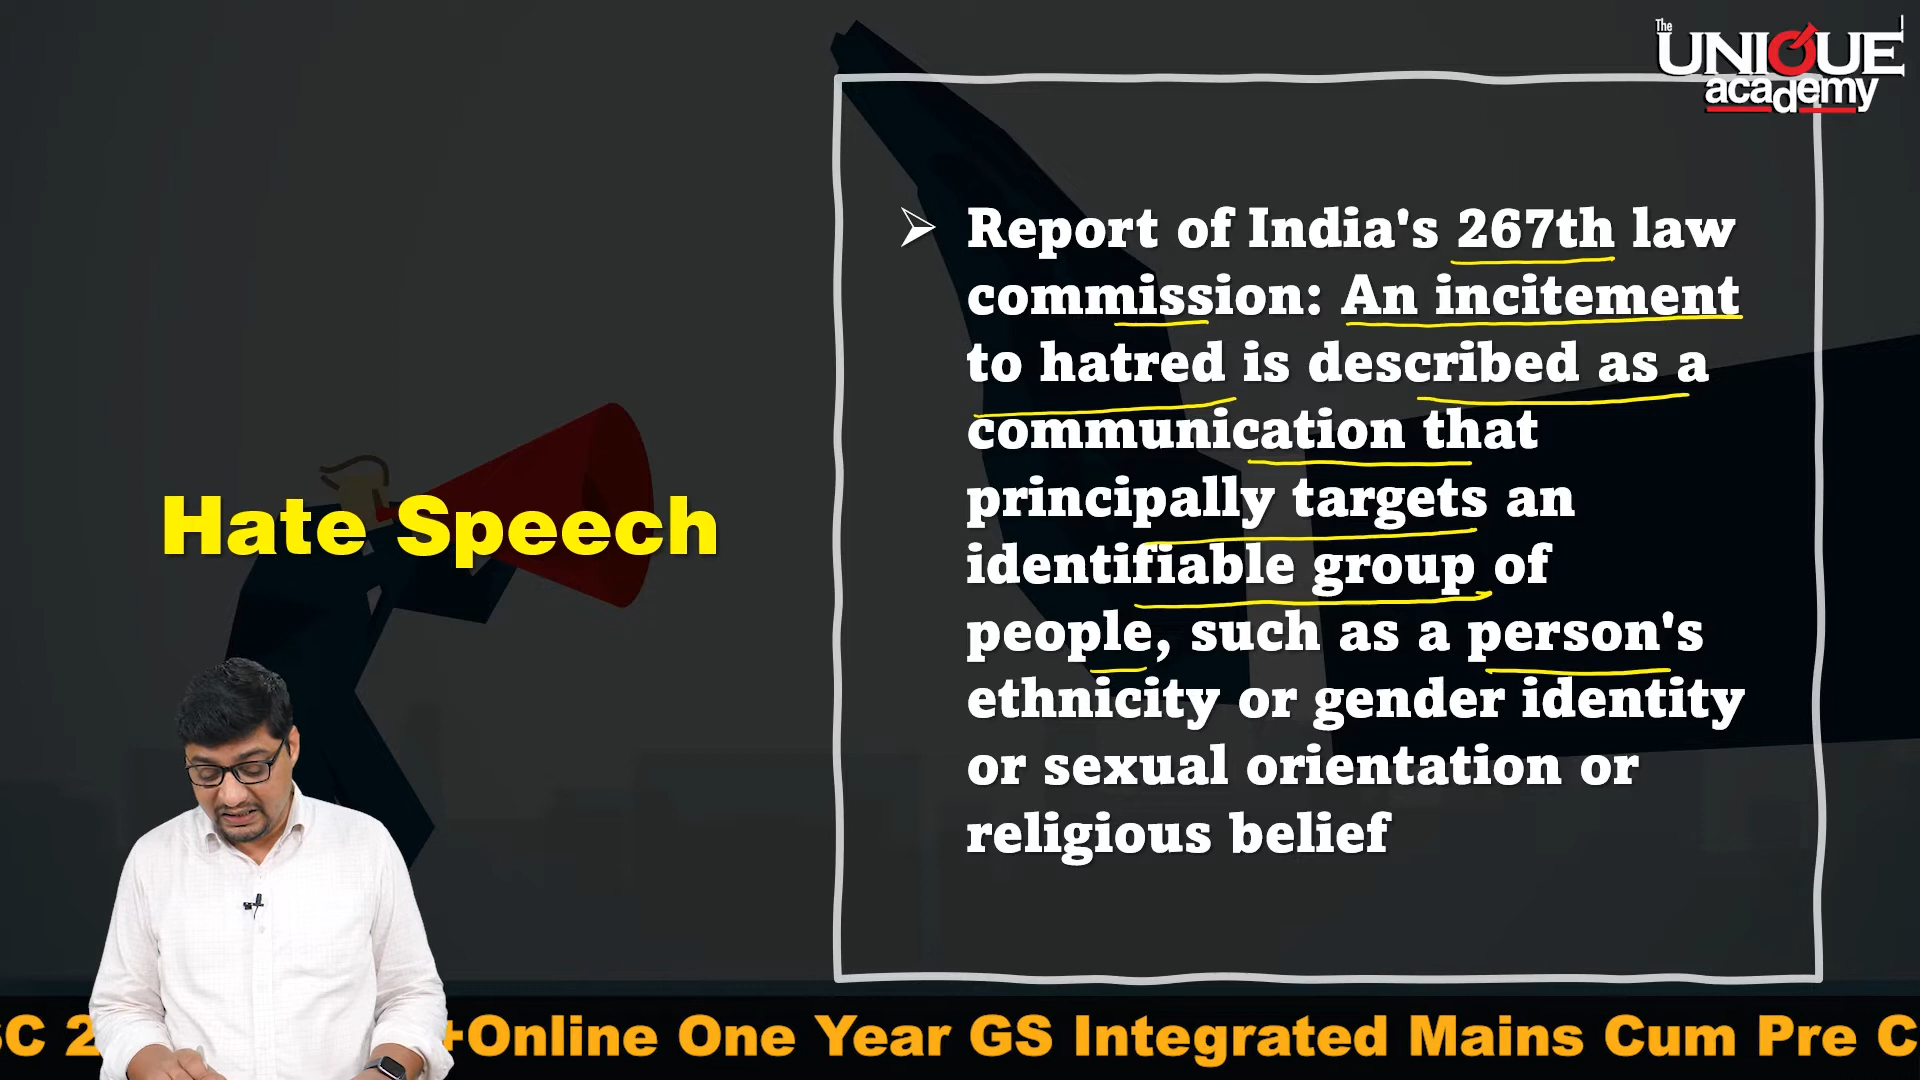 The
UNIQUE
academy
Report of India's 267th law
commission: An incitement
to hatred is described as a
communication that
principally targets an
identifiable group of
people, such as a person's
ethnicity or gender identity
or sexual orientation or
religious belief
Hate Speech
2 +Online One Year GS Integrated Mains Cum Pre C